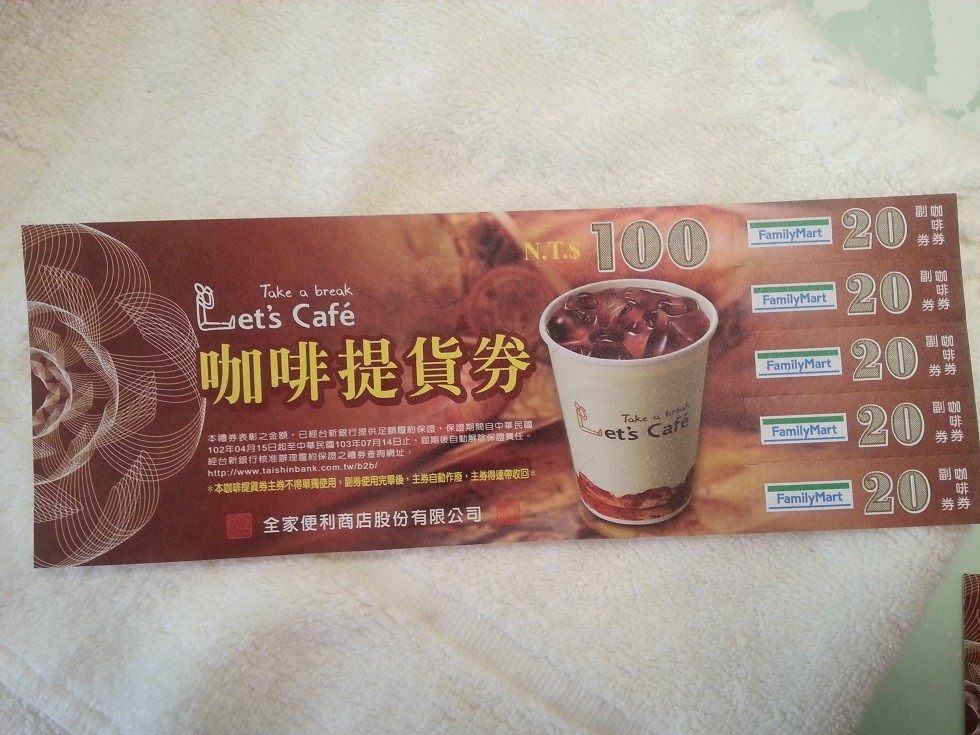 N.T.$ 100
Take a break
Let's Café
咖啡提貨券
本禮券表彰之金額，已經台新銀行提供足額履約保證，保證期間自中華民國
102年04月15日起至中華民國103年07月14日止，屆期後自動解除保證責任。
經台新銀行核准辦理履約保證之禮券查詢網址：
http://www.taishinbank.com.tw/b2b/
*本咖啡提貨券主券不得單獨使用，副券使用完畢後，主券自動作廢，主券得連帶收回*
全家便利商店股份有限公司
Take a break
Let's Café
FamilyMart 20 咖啡券副券
FamilyMart 20 咖啡券副券
FamilyMart 20 咖啡券副券
FamilyMart 20 咖啡券副券
FamilyMart 20 咖啡券副券